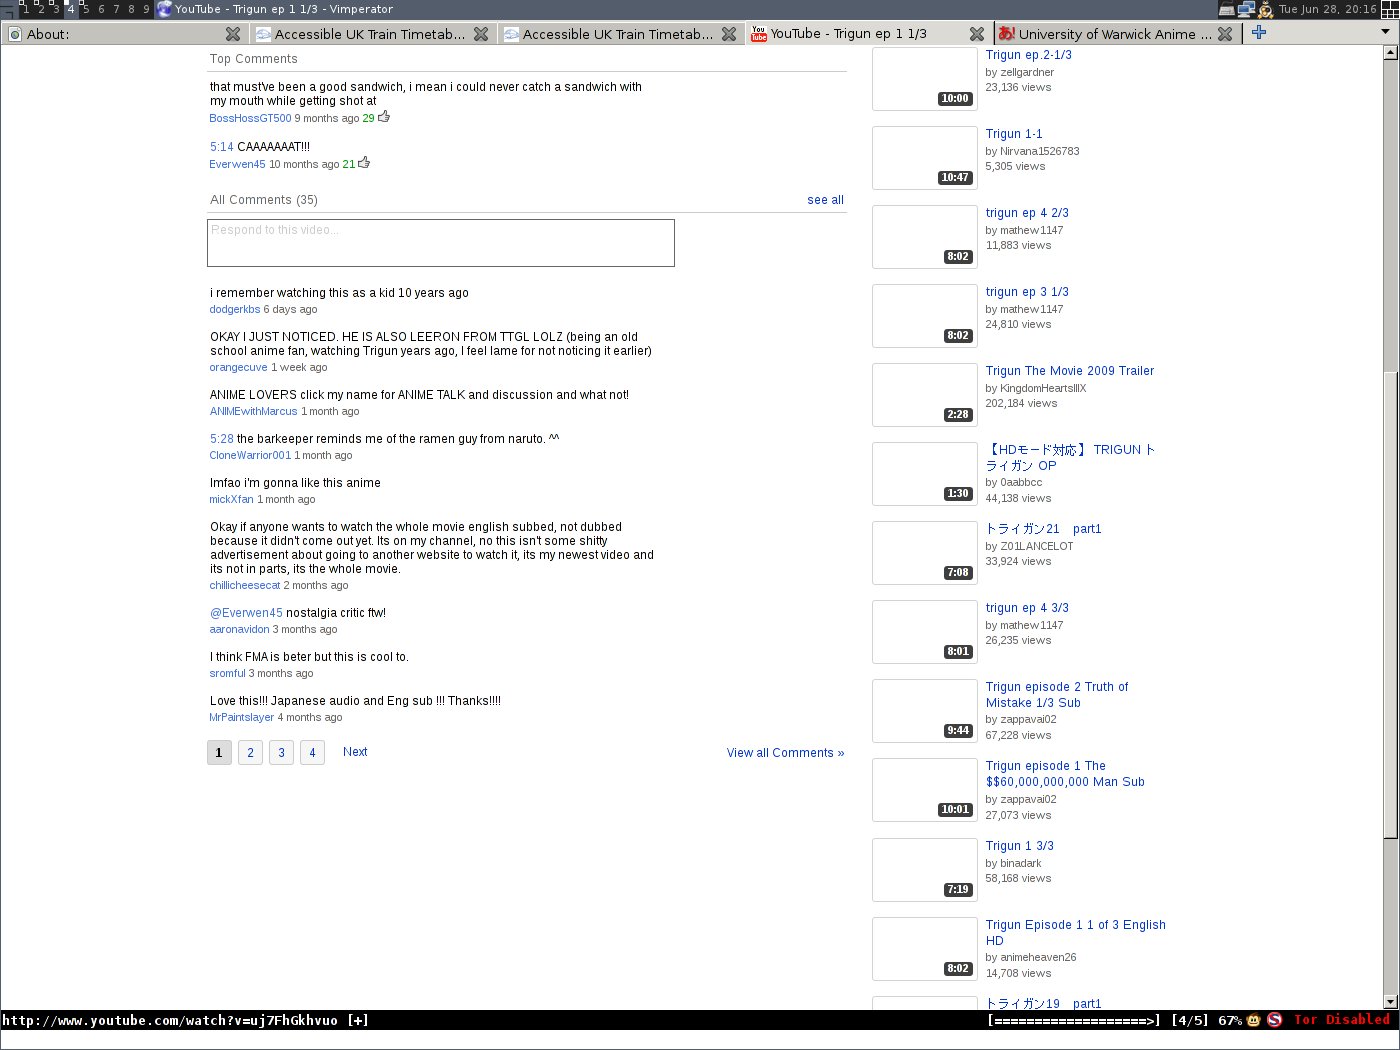 1 2 3 4 5 6 7 8 9 YouTube - Trigun ep 1 1/3 - Vimperator Tue Jun 28, 20:16
About: Accessible UK Train Timetab... Accessible UK Train Timetab... YouTube - Trigun ep 1 1/3 University of Warwick Anime ...
Top Comments
that must've been a good sandwich, i mean i could never catch a sandwich with
my mouth while getting shot at
BossHossGT500 9 months ago 29
5:14 CAAAAAAAT!!!
Everwen45 10 months ago 21
All Comments (35) see all
Respond to this video...
i remember watching this as a kid 10 years ago
dodgerkbs 6 days ago
OKAY I JUST NOTICED. HE IS ALSO LEERON FROM TTGL LOLZ (being an old
school anime fan, watching Trigun years ago, I feel lame for not noticing it earlier)
orangecuve 1 week ago
ANIME LOVERS click my name for ANIME TALK and discussion and what not!
ANIMEwithMarcus 1 month ago
5:28 the barkeeper reminds me of the ramen guy from naruto. ^^
CloneWarrior001 1 month ago
lmfao i'm gonna like this anime
mickXfan 1 month ago
Okay if anyone wants to watch the whole movie english subbed, not dubbed
because it didn't come out yet. Its on my channel, no this isn't some shitty
advertisement about going to another website to watch it, its my newest video and
its not in parts, its the whole movie.
chillicheesecat 2 months ago
@Everwen45 nostalgia critic ftw!
aaronavidon 3 months ago
I think FMA is beter but this is cool to.
sromful 3 months ago
Love this!!! Japanese audio and Eng sub !!! Thanks!!!!
MrPaintslayer 4 months ago
1 2 3 4 Next View all Comments »
10:00
Trigun ep.2-1/3
by zellgardner
23,136 views
10:47
Trigun 1-1
by Nirvana1526783
5,305 views
8:02
trigun ep 4 2/3
by mathew1147
11,883 views
8:02
trigun ep 3 1/3
by mathew1147
24,810 views
2:28
Trigun The Movie 2009 Trailer
by KingdomHeartsIIIX
202,184 views
1:30
【HDモード対応】 TRIGUN ト
ライガン OP
by 0aabbcc
44,138 views
7:08
トライガン21 part1
by Z01LANCELOT
33,924 views
8:01
trigun ep 4 3/3
by mathew1147
26,235 views
9:44
Trigun episode 2 Truth of
Mistake 1/3 Sub
by zappavai02
67,228 views
10:01
Trigun episode 1 The
$$60,000,000,000 Man Sub
by zappavai02
27,073 views
7:19
Trigun 1 3/3
by binadark
58,168 views
8:02
Trigun Episode 1 1 of 3 English
HD
by animeheaven26
14,708 views
トライガン19 part1
http://www.youtube.com/watch?v=uj7FhGkhvuo [+] [===================>] [4/5] 67% Tor Disabled